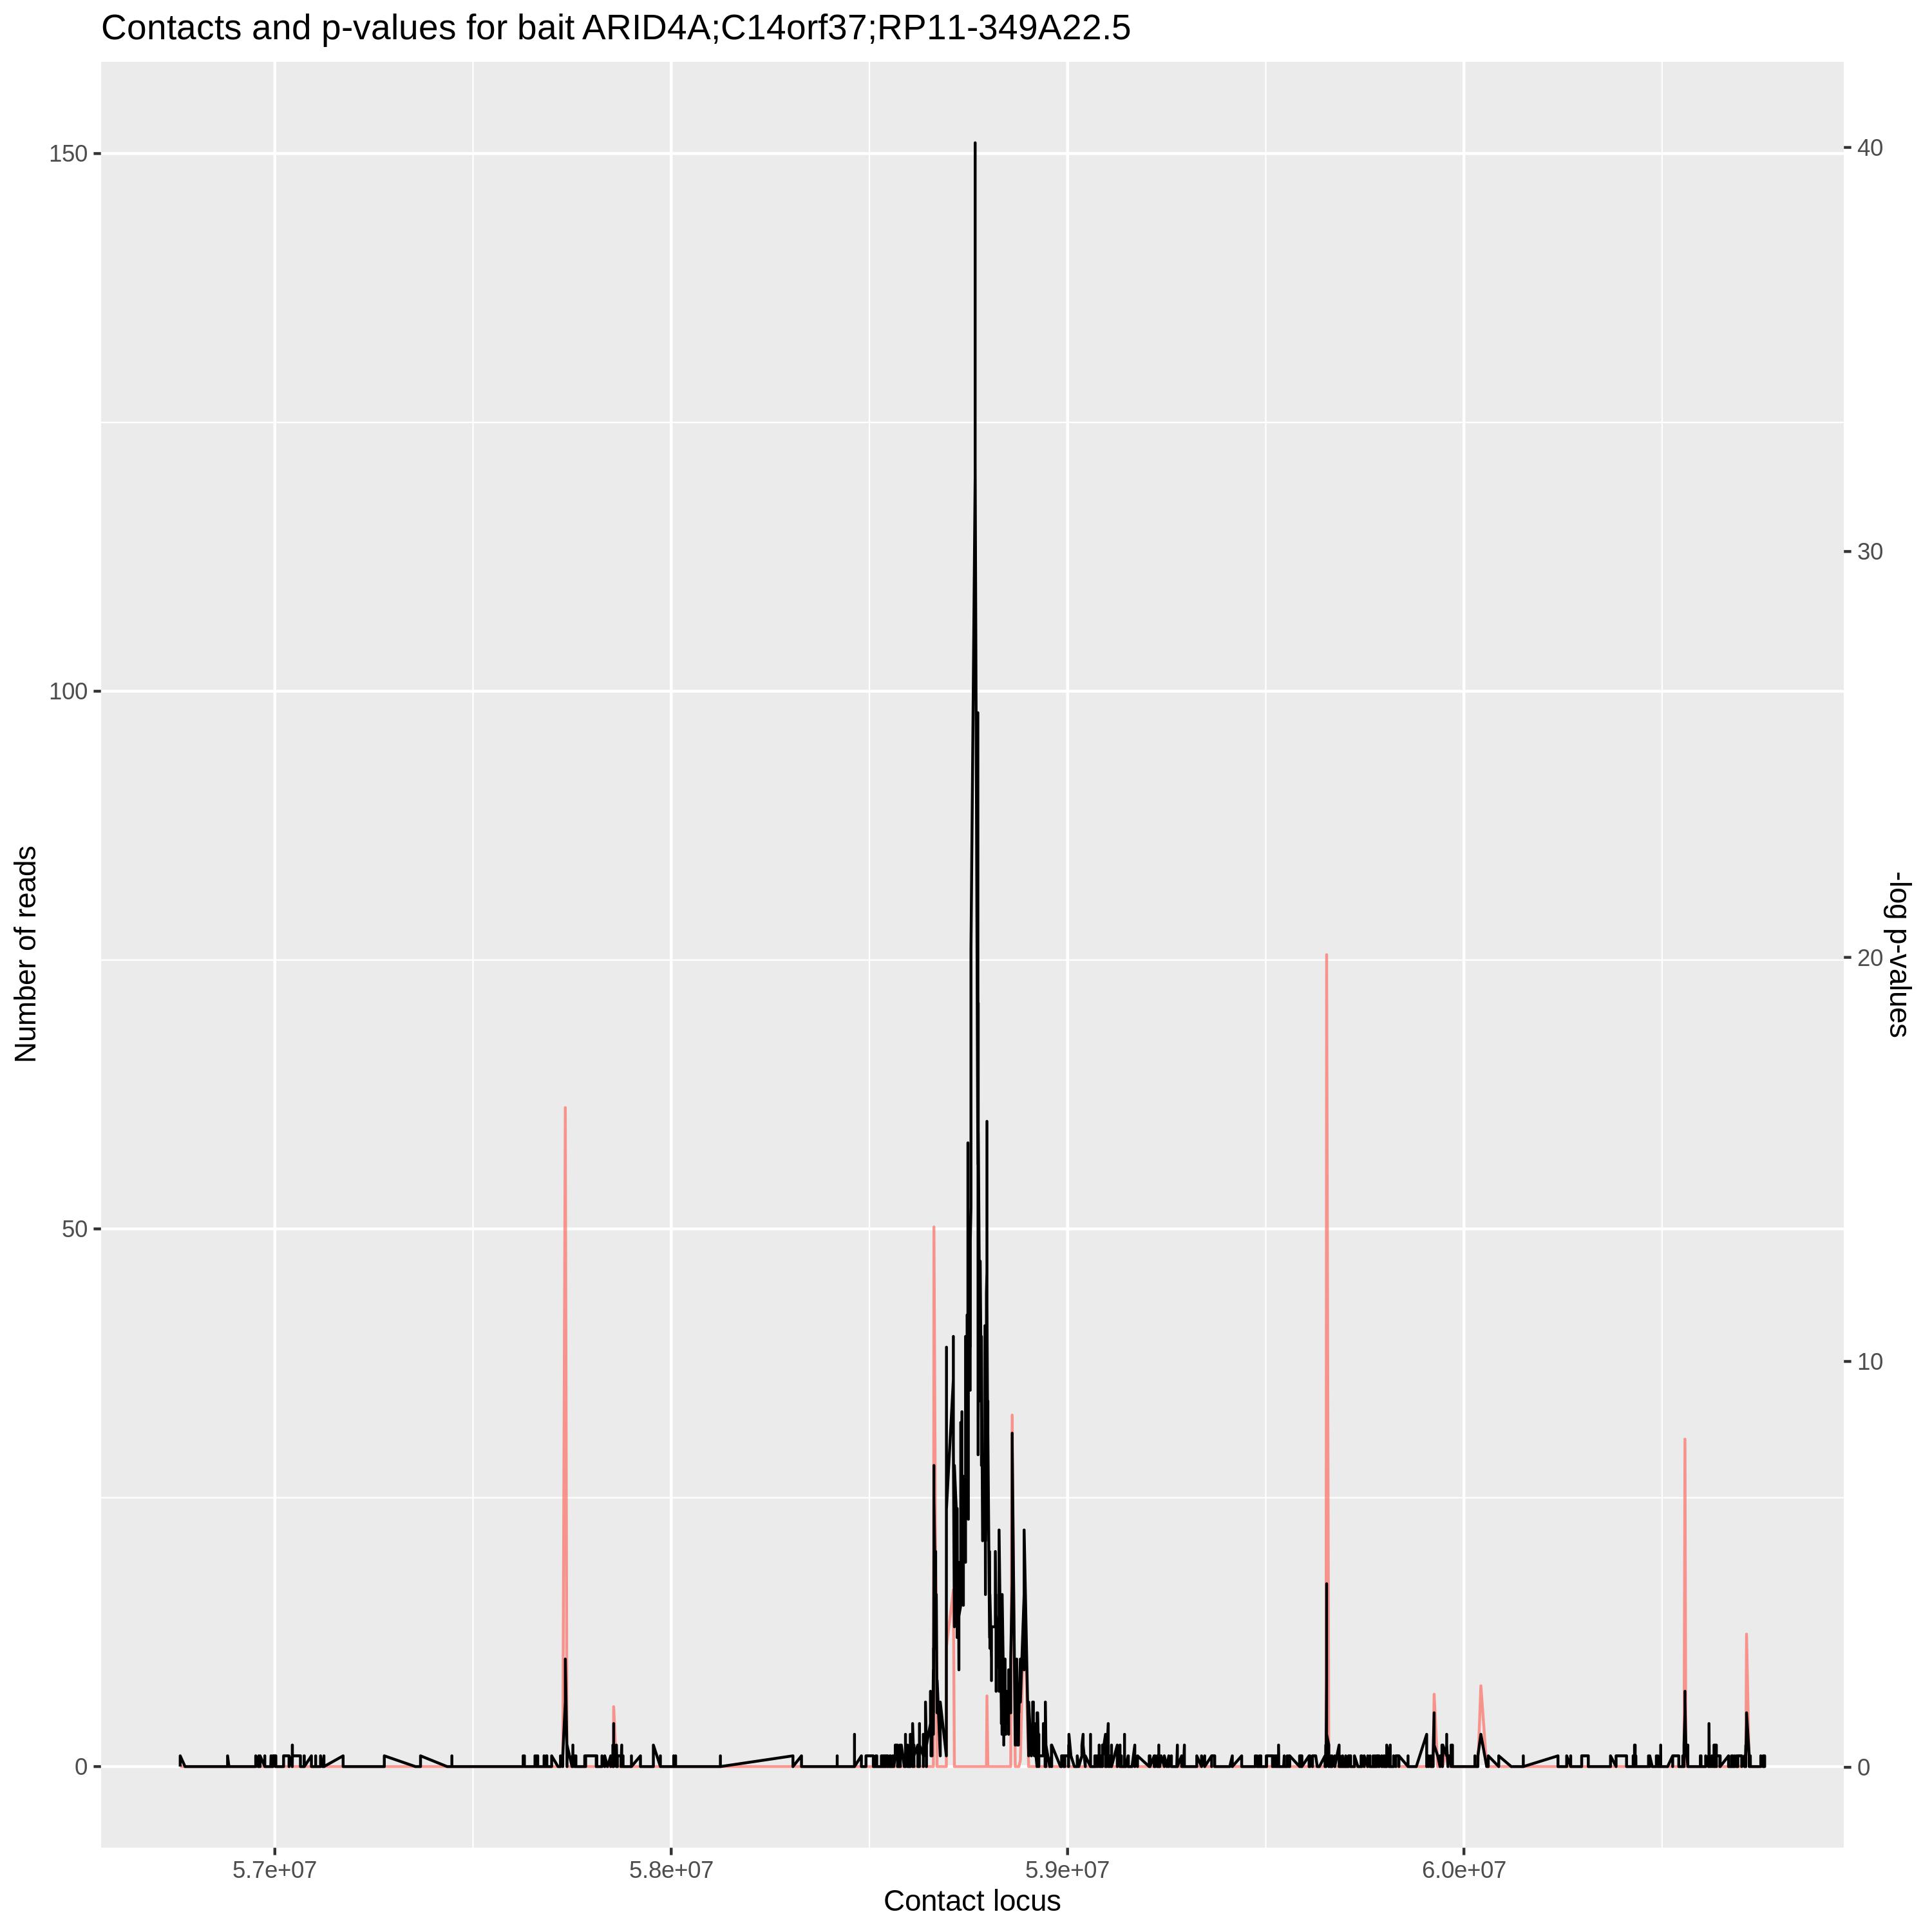 Contacts and p-values for bait ARID4A;C14orf37;RP11-349A22.5
150
100
50
0
Number of reads
40
30
20
10
0
-log p-values
5.7e+07
5.8e+07
5.9e+07
6.0e+07
Contact locus